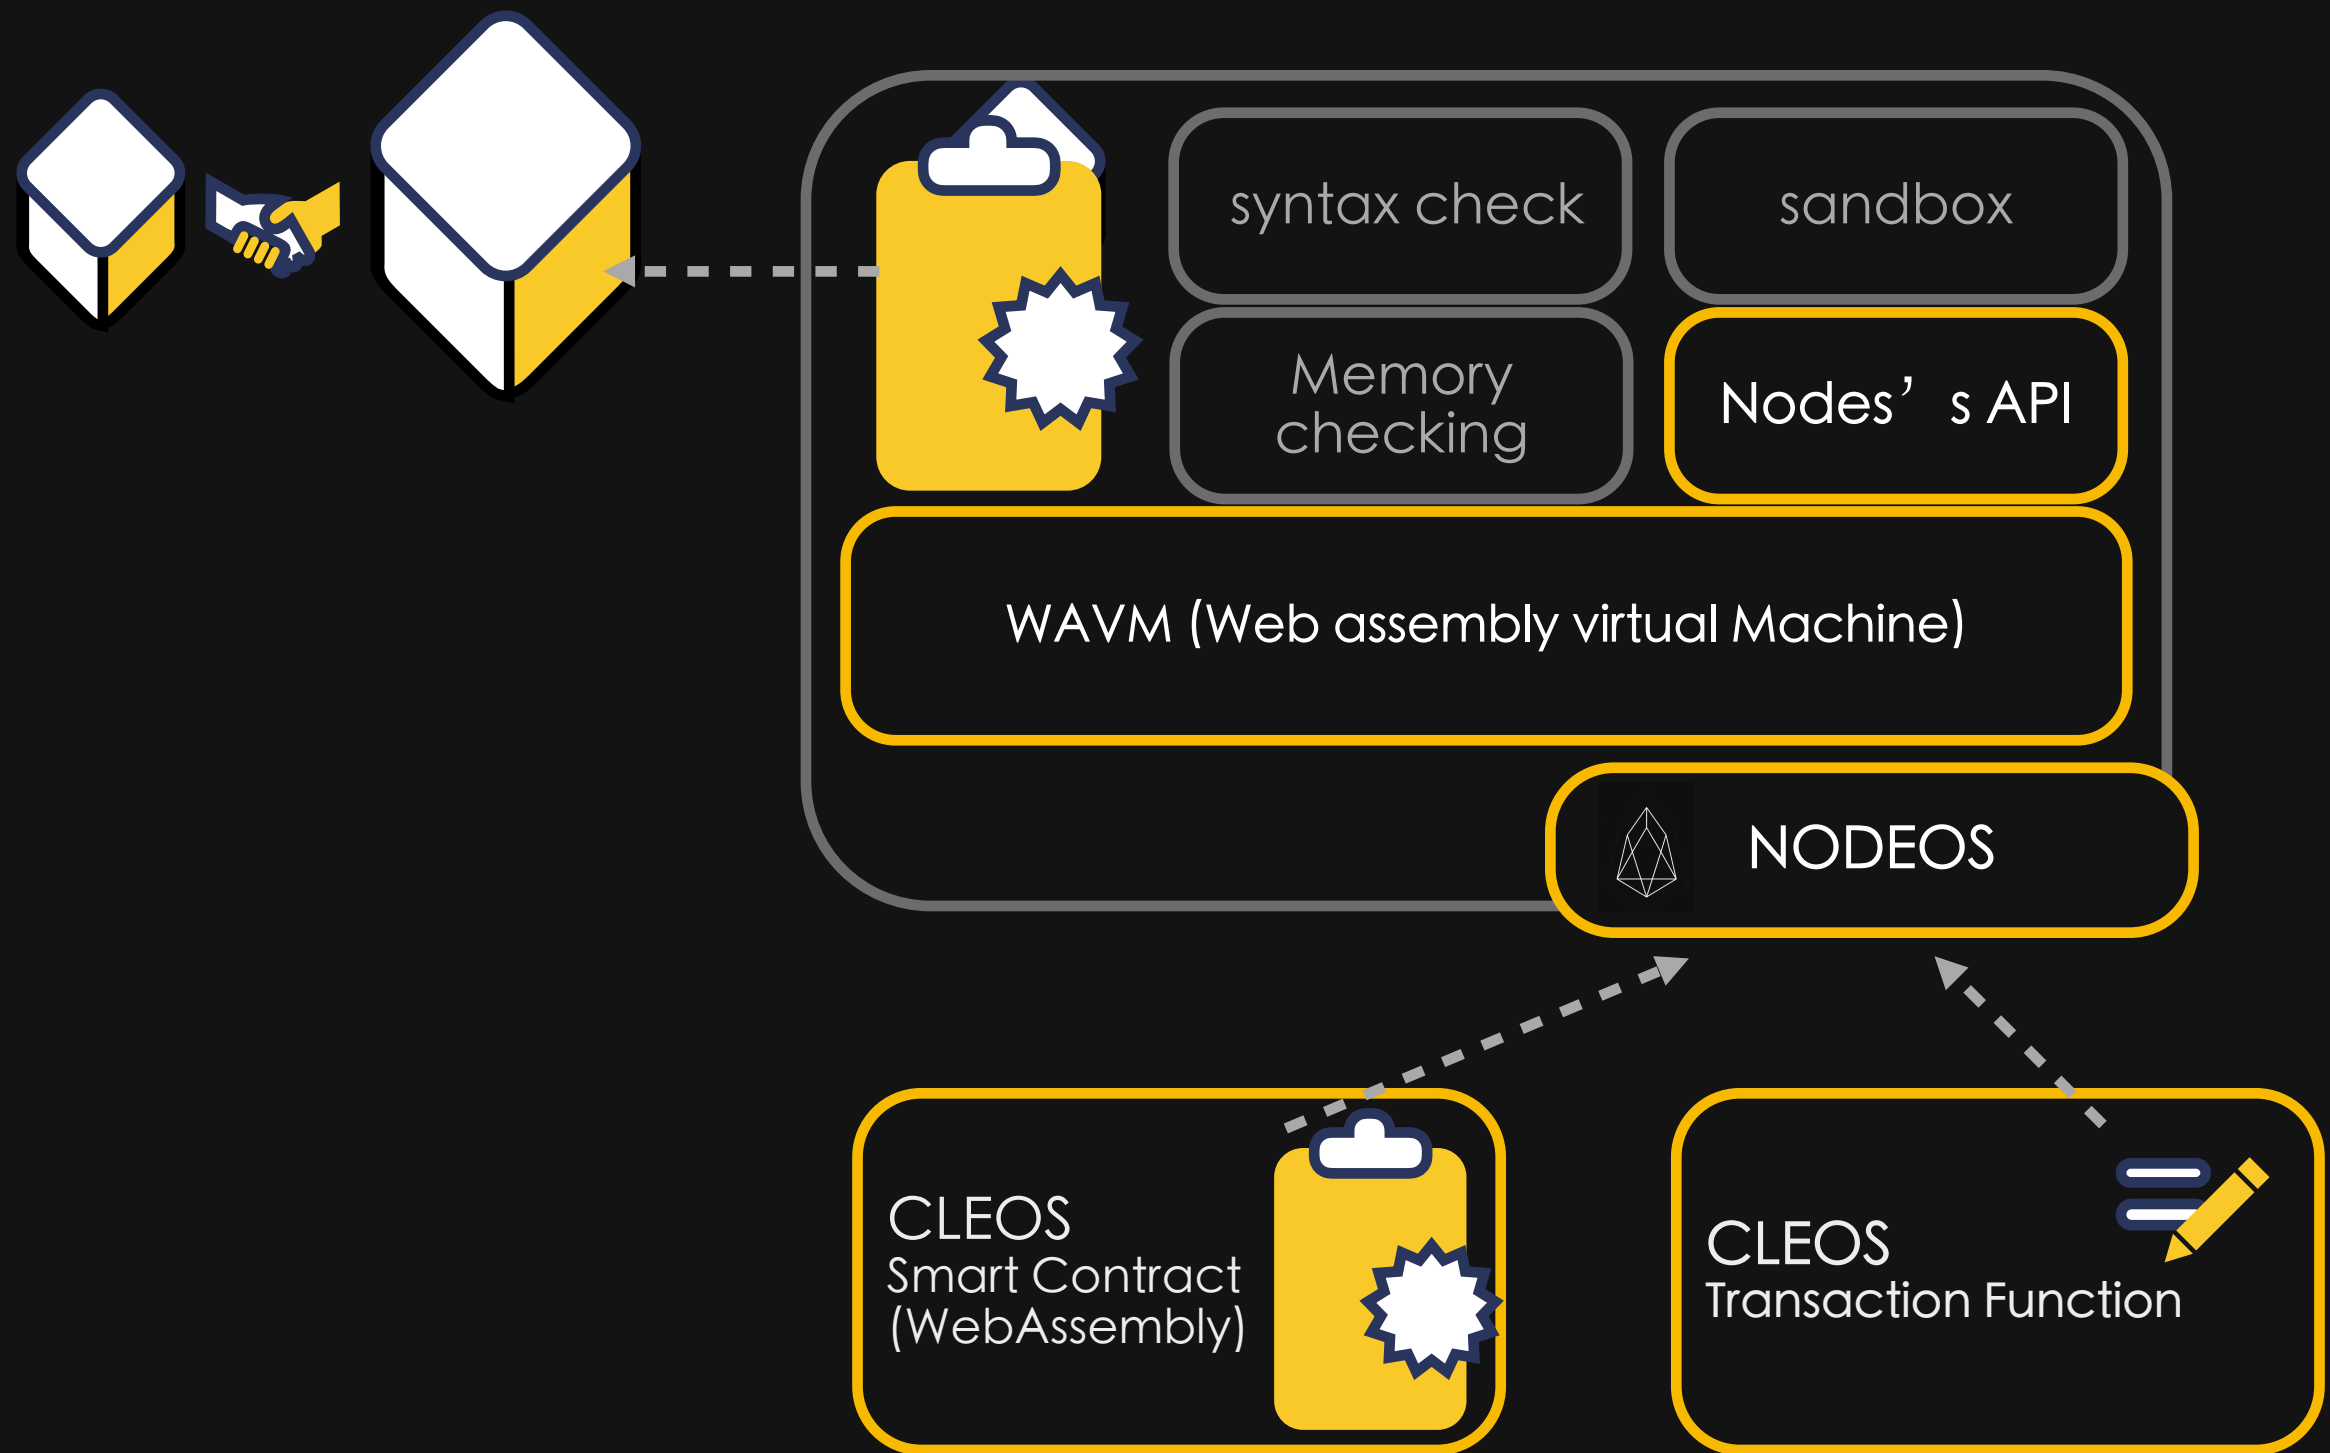 syntax check
sandbox
Memory
checking
Nodes’ s API
WAVM (Web assembly virtual Machine)
NODEOS
CLEOS
Smart Contract
(WebAssembly)
CLEOS
Transaction Function